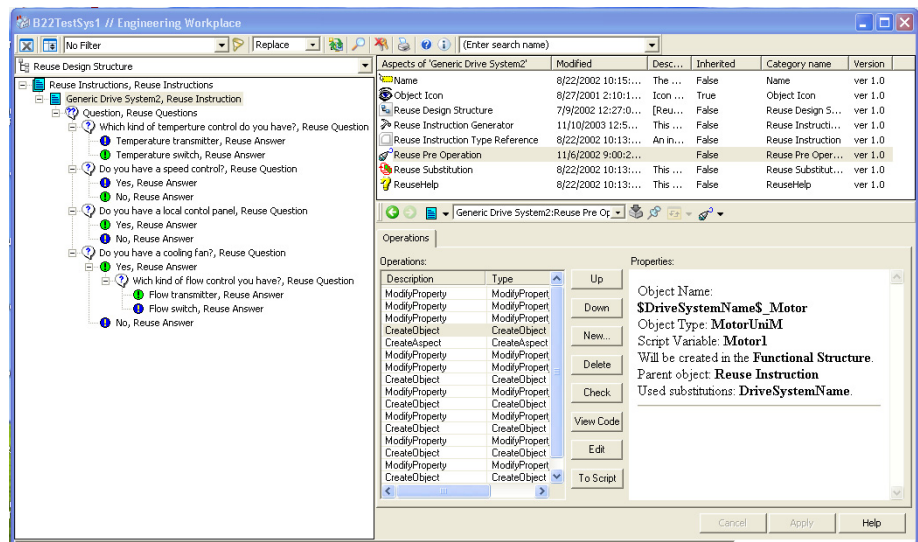 B22TestSys1 // Engineering Workplace
No Filter
Replace
(Enter search name)
Reuse Design Structure
Reuse Instructions, Reuse Instructions
Generic Drive System2, Reuse Instruction
Question, Reuse Questions
Which kind of temperture control do you have?, Reuse Question
Temperature transmitter, Reuse Answer
Temperature switch, Reuse Answer
Do you have a speed control?, Reuse Question
Yes, Reuse Answer
No, Reuse Answer
Do you have a local contol panel, Reuse Question
Yes, Reuse Answer
No, Reuse Answer
Do you have a cooling fan?, Reuse Question
Yes, Reuse Answer
Wich kind of flow control you have?, Reuse Question
Flow transmitter, Reuse Answer
Flow switch, Reuse Answer
No, Reuse Answer
Aspects of 'Generic Drive System2' Modified Desc... Inherited Category name Version
Name 8/22/2002 10:15:... The ... False Name ver 1.0
Object Icon 8/27/2001 2:10:1... Icon ... True Object Icon ver 1.0
Reuse Design Structure 7/9/2002 12:27:0... [Reu... False Reuse Design S... ver 1.0
Reuse Instruction Generator 11/10/2003 12:5... This ... False Reuse Instructi... ver 1.0
Reuse Instruction Type Reference 8/22/2002 10:13:... An in... False Reuse Instruction ver 1.0
Reuse Pre Operation 11/6/2002 9:00:2... False Reuse Pre Oper... ver 1.0
Reuse Substitution 8/22/2002 10:13:... This ... False Reuse Substitut... ver 1.0
ReuseHelp 8/22/2002 10:13:... This ... False ReuseHelp ver 1.0
Generic Drive System2:Reuse Pre Op
Operations
Operations:
Description Type
ModifyProperty ModifyPropert
ModifyProperty ModifyPropert
ModifyProperty ModifyPropert
CreateObject CreateObject
CreateAspect CreateAspect
ModifyProperty ModifyPropert
ModifyProperty ModifyPropert
CreateObject CreateObject
ModifyProperty ModifyPropert
CreateObject CreateObject
ModifyProperty ModifyPropert
CreateObject CreateObject
ModifyProperty ModifyPropert
CreateObject CreateObject
ModifyProperty ModifyPropert
CreateObject CreateObject
Up
Down
New...
Delete
Check
View Code
Edit
To Script
Properties:
Object Name:
$DriveSystemName$_Motor
Object Type: MotorUniM
Script Variable: Motor1
Will be created in the Functional Structure.
Parent object: Reuse Instruction
Used substitutions: DriveSystemName.
Cancel
Apply
Help